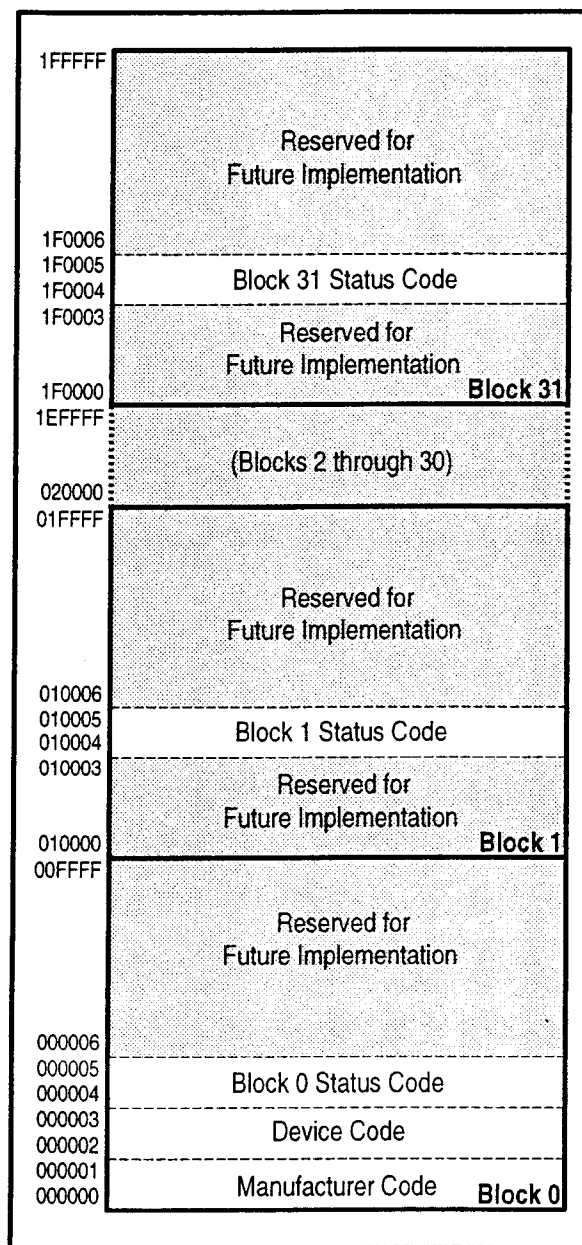 1FFFFF
Reserved for
Future Implementation
1F0006
1F0005
Block 31 Status Code
1F0004
1F0003
Reserved for
Future Implementation
1F0000
Block 31
1EFFFF
(Blocks 2 through 30)
020000
01FFFF
Reserved for
Future Implementation
010006
010005
Block 1 Status Code
010004
010003
Reserved for
Future Implementation
010000
Block 1
00FFFF
Reserved for
Future Implementation
000006
000005
Block 0 Status Code
000004
000003
Device Code
000002
000001
Manufacturer Code
000000
Block 0